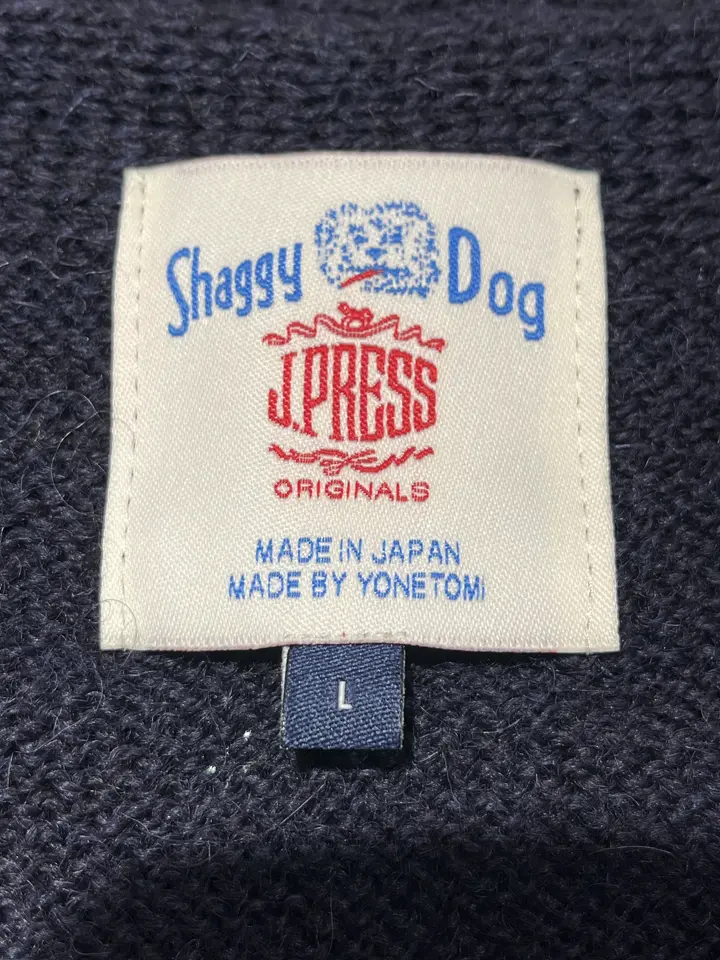 Shaggy Dog
J.PRESS
ORIGINALS
MADE IN JAPAN
MADE BY YONETOMI
L